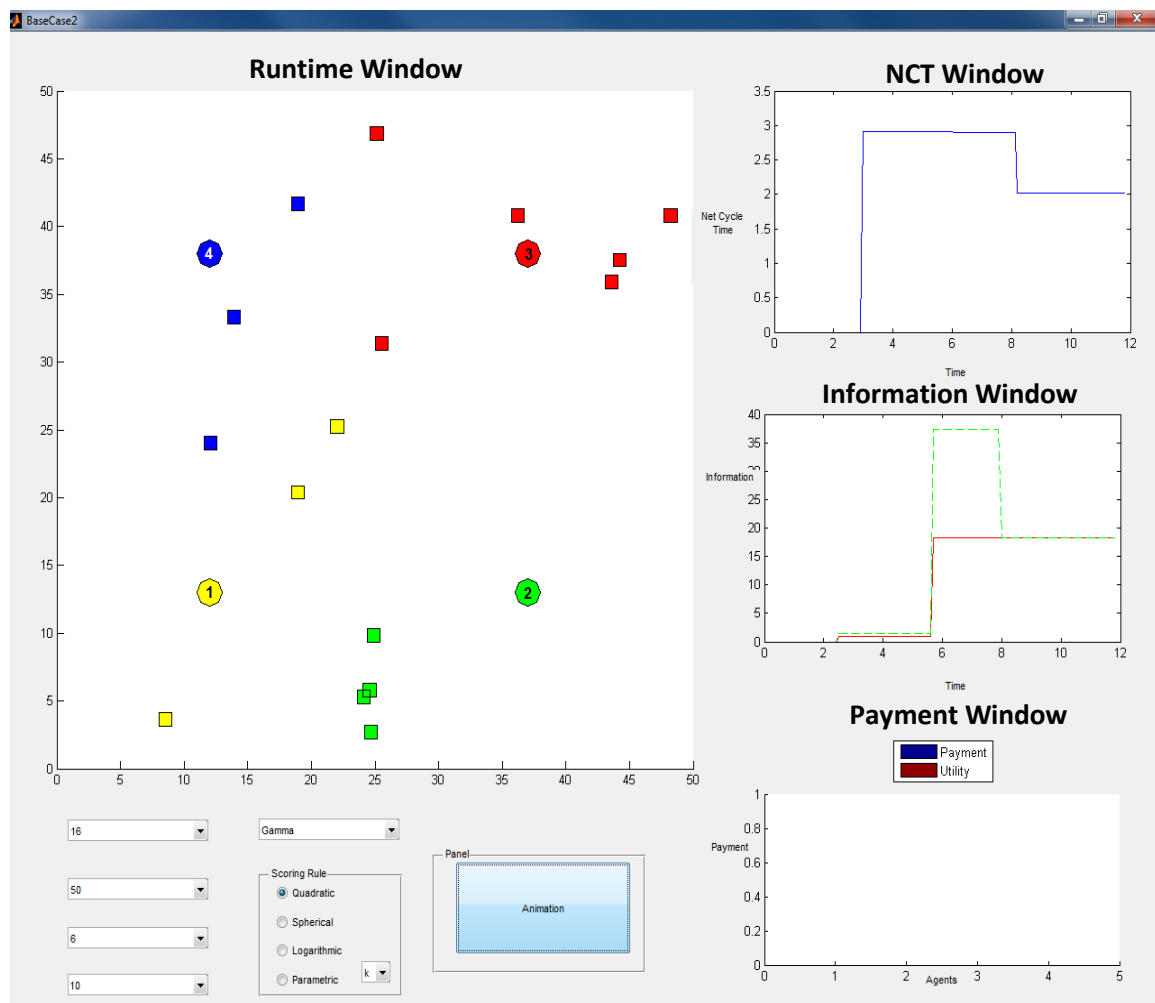 BaseCase2
Runtime Window
50
45
40
35
30
25
20
15
10
5
0
0 5 10 15 20 25 30 35 40 45 50
4
3
1
2
NCT Window
3.5
3
2.5
2
1.5
1
0.5
0
Net Cycle
Time
0 2 4 6 8 10 12
Time
Information Window
40
35
30
25
20
15
10
5
0
Information
0 2 4 6 8 10 12
Time
Payment Window
Payment
Utility
1
0.8
0.6
0.4
0.2
0
Payment
0 1 2 3 4 5
Agents
16
50
6
10
Gamma
Scoring Rule
Quadratic
Spherical
Logarithmic
Parametric
k
Panel
Animation